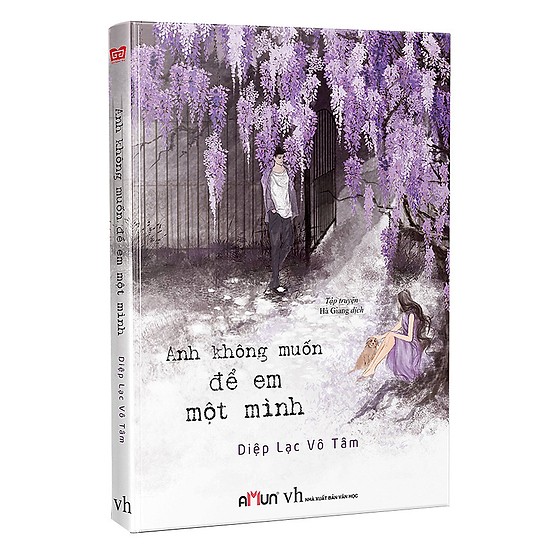 Anh không muốn để em một mình
Diệp Lạc Vô Tâm
vh
Tập truyện
Hà Giang dịch
Anh không muốn
để em
một mình
Diệp Lạc Vô Tâm
AMUN vh NHÀ XUẤT BẢN VĂN HỌC